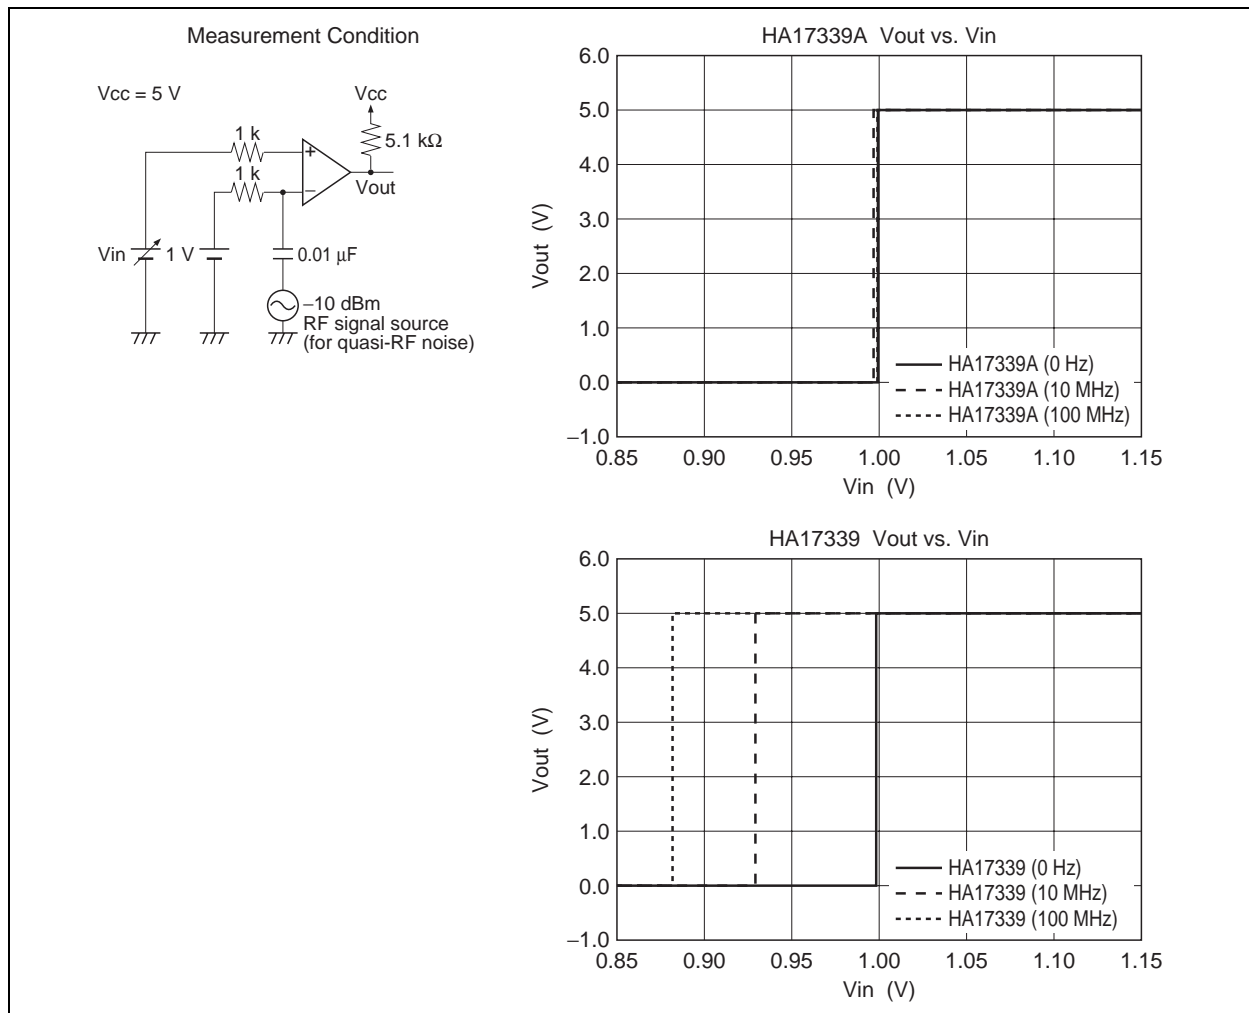 Measurement Condition
Vcc = 5 V
Vcc
1 k
5.1 kΩ
+
1 k
Vout
−
Vin
1 V
0.01 µF
−10 dBm
RF signal source
(for quasi-RF noise)
HA17339A Vout vs. Vin
6.0
5.0
4.0
3.0
2.0
1.0
0.0
−1.0
Vout (V)
HA17339A (0 Hz)
HA17339A (10 MHz)
HA17339A (100 MHz)
0.85 0.90 0.95 1.00 1.05 1.10 1.15
Vin (V)
HA17339 Vout vs. Vin
6.0
5.0
4.0
3.0
2.0
1.0
0.0
−1.0
Vout (V)
HA17339 (0 Hz)
HA17339 (10 MHz)
HA17339 (100 MHz)
0.85 0.90 0.95 1.00 1.05 1.10 1.15
Vin (V)